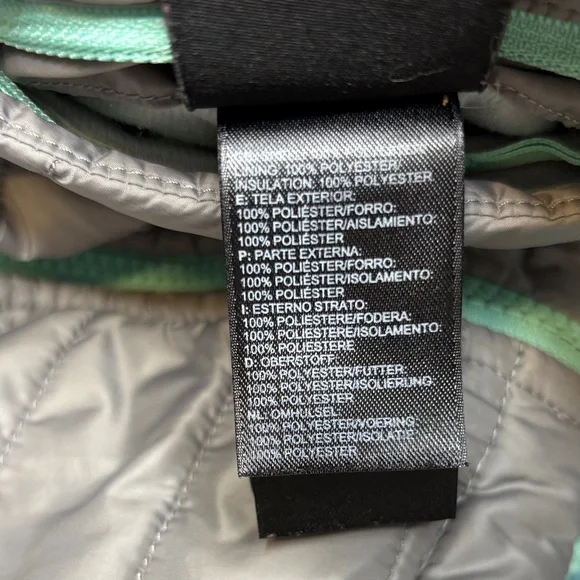 LINING: 100% POLYESTER/
INSULATION: 100% POLYESTER
E: TELA EXTERIOR:
100% POLIÉSTER/FORRO:
100% POLIÉSTER/AISLAMIENTO:
100% POLIÉSTER
P: PARTE EXTERNA:
100% POLIÉSTER/FORRO:
100% POLIÉSTER/ISOLAMENTO:
100% POLIÉSTER
I: ESTERNO STRATO:
100% POLIESTERE/FODERA:
100% POLIESTERE/ISOLAMENTO:
100% POLIESTERE
D: OBERSTOFF:
100% POLYESTER/FUTTER:
100% POLYESTER/ISOLIERUNG:
100% POLYESTER
NL: OMHULSEL:
100% POLYESTER/VOERING:
100% POLYESTER/ISOLATIE:
100% POLYESTER